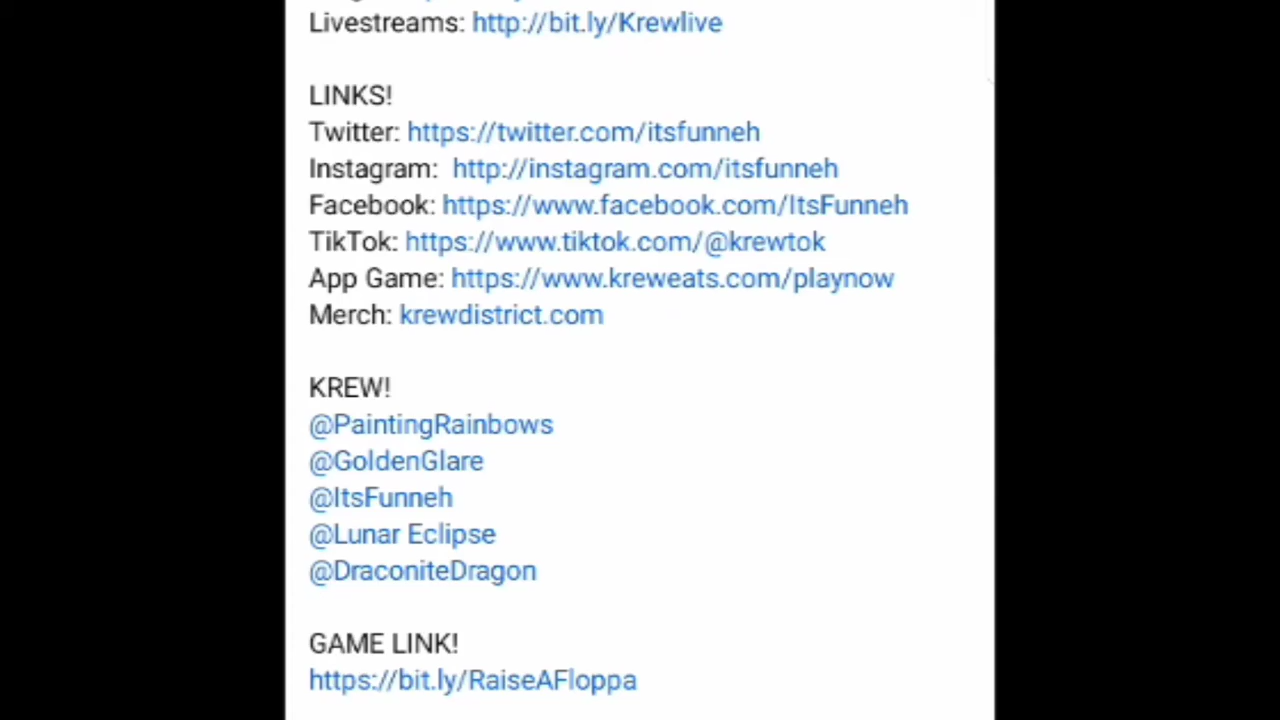 Livestreams: http://bit.ly/Krewlive
LINKS!
Twitter: https://twitter.com/itsfunneh
Instagram: http://instagram.com/itsfunneh
Facebook: https://www.facebook.com/ItsFunneh
TikTok: https://www.tiktok.com/@krewtok
App Game: https://www.kreweats.com/playnow
Merch: krewdistrict.com
KREW!
@PaintingRainbows
@GoldenGlare
@ItsFunneh
@Lunar Eclipse
@DraconiteDragon
GAME LINK!
https://bit.ly/RaiseAFloppa